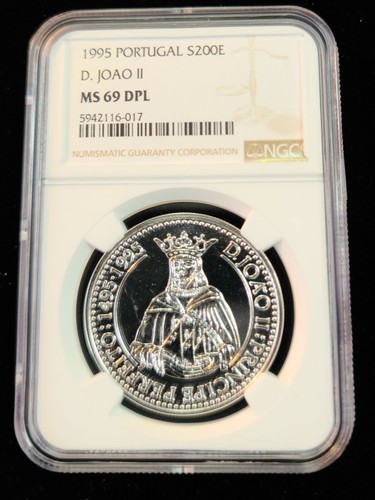 1995 PORTUGAL S200E
D. JOAO II
MS 69 DPL
5942116-017
NUMISMATIC GUARANTY CORPORATION
NGC
D. JOÃO II : PRINCIPE PERFEITO : 1495·1995